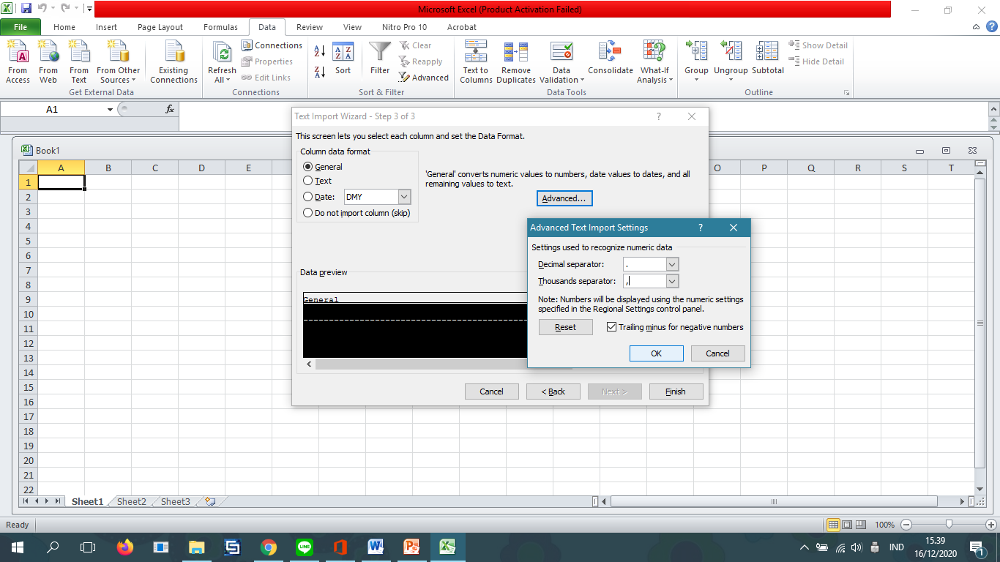 Microsoft Excel (Product Activation Failed)
File Home Insert Page Layout Formulas Data Review View Nitro Pro 10 Acrobat
From Access
From Web
From Text
From Other Sources
Existing Connections
Get External Data
Refresh All
Connections
Properties
Edit Links
Connections
Sort
Filter
Clear
Reapply
Advanced
Sort & Filter
Text to Columns
Remove Duplicates
Data Validation
Consolidate
What-If Analysis
Data Tools
Group
Ungroup
Subtotal
Show Detail
Hide Detail
Outline
A1 fx
Book1
A B C D E O P Q R S T
1
2
3
4
5
6
7
8
9
10
11
12
13
14
15
16
17
18
19
20
21
22
Text Import Wizard - Step 3 of 3
This screen lets you select each column and set the Data Format.
Column data format
General
Text
Date: DMY
Do not import column (skip)
'General' converts numeric values to numbers, date values to dates, and all
remaining values to text.
Advanced...
Data preview
General
Cancel < Back Next > Finish
Advanced Text Import Settings
Settings used to recognize numeric data
Decimal separator: .
Thousands separator: ,
Note: Numbers will be displayed using the numeric settings
specified in the Regional Settings control panel.
Reset Trailing minus for negative numbers
OK Cancel
Sheet1 Sheet2 Sheet3
Ready 100%
IND
15.39
16/12/2020
1